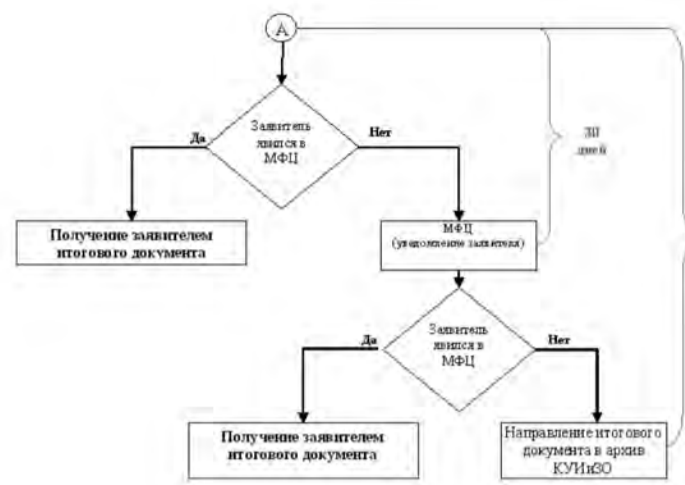 А
Заявитель
явился в
МФЦ
Да
Нет
30
дней
Получение заявителем
итогового документа
МФЦ
(уведомление заявителя)
Заявитель
явился в
МФЦ
Да
Нет
Получение заявителем
итогового документа
Направление итогового
документа в архив
КУИиЗО